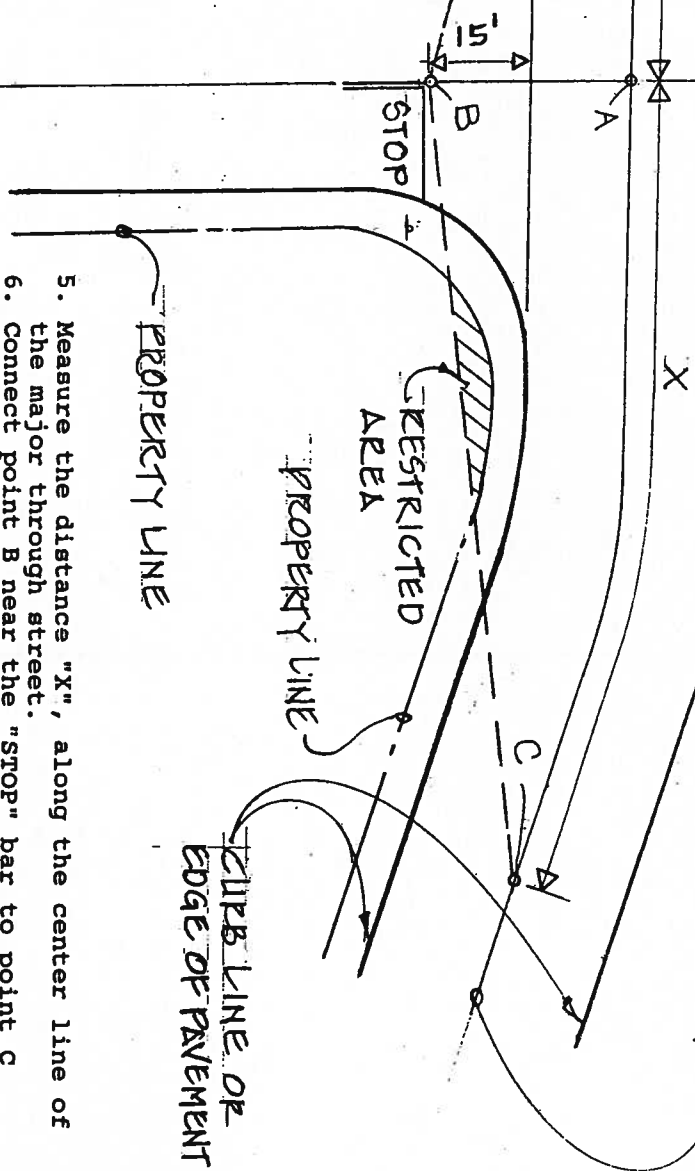 15'
B
A
X
STOP
C
RESTRICTED
AREA
PROPERTY LINE
PROPERTY LINE
CURB LINE OR
EDGE OF PAVEMENT
5. Measure the distance "X", along the center line of
the major through street.
6. Connect point B near the "STOP" bar to point C